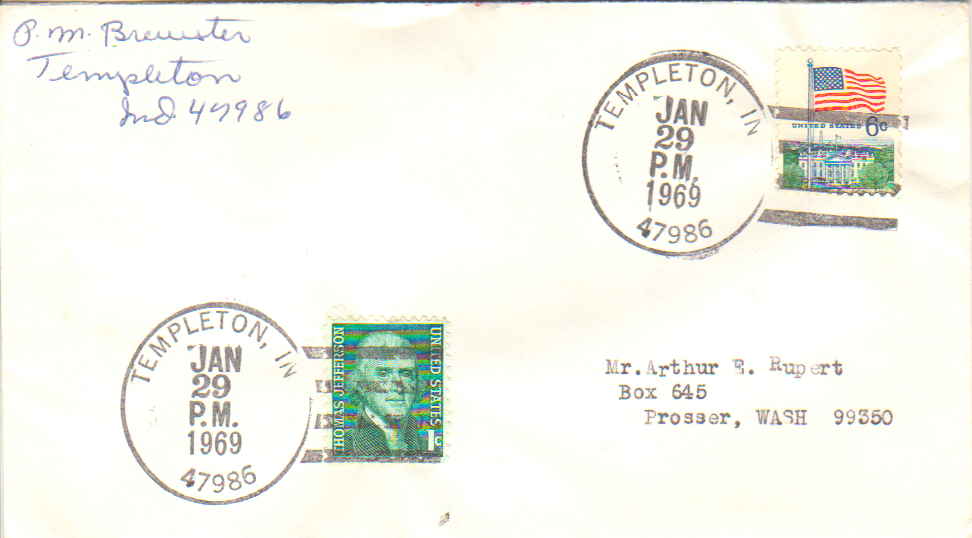 P. M. Brewster
Templeton
Ind 47986
TEMPLETON, IN
JAN
29
P.M.
1969
47986
UNITED STATES 6c
TEMPLETON, IN
JAN
29
P.M.
1969
47986
THOMAS JEFFERSON
UNITED STATES 1c
Mr. Arthur E. Rupert
Box 645
Prosser, WASH 99350